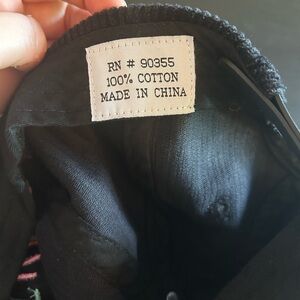 RN # 90355
100% COTTON
MADE IN CHINA